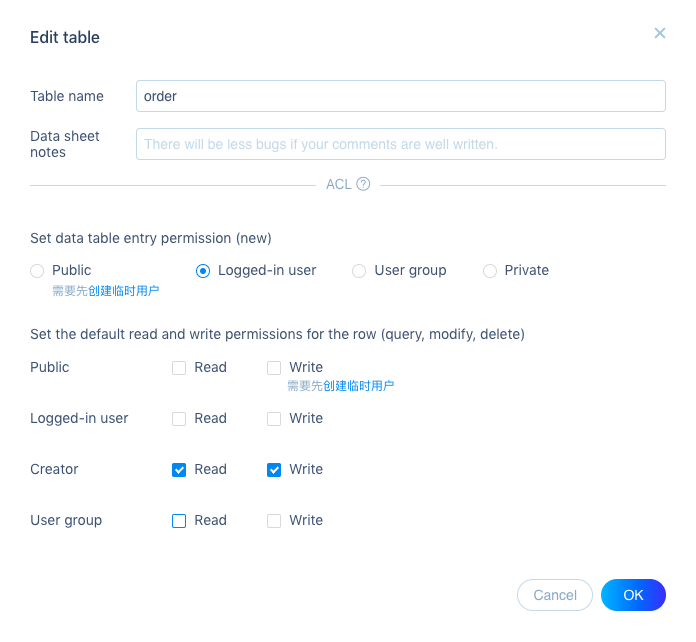 Edit table
Table name
order
Data sheet
notes
There will be less bugs if your comments are well written.
ACL ?
Set data table entry permission (new)
Public
Logged-in user
User group
Private
需要先创建临时用户
Set the default read and write permissions for the row (query, modify, delete)
Public
Read
Write
需要先创建临时用户
Logged-in user
Read
Write
Creator
Read
Write
User group
Read
Write
Cancel
OK